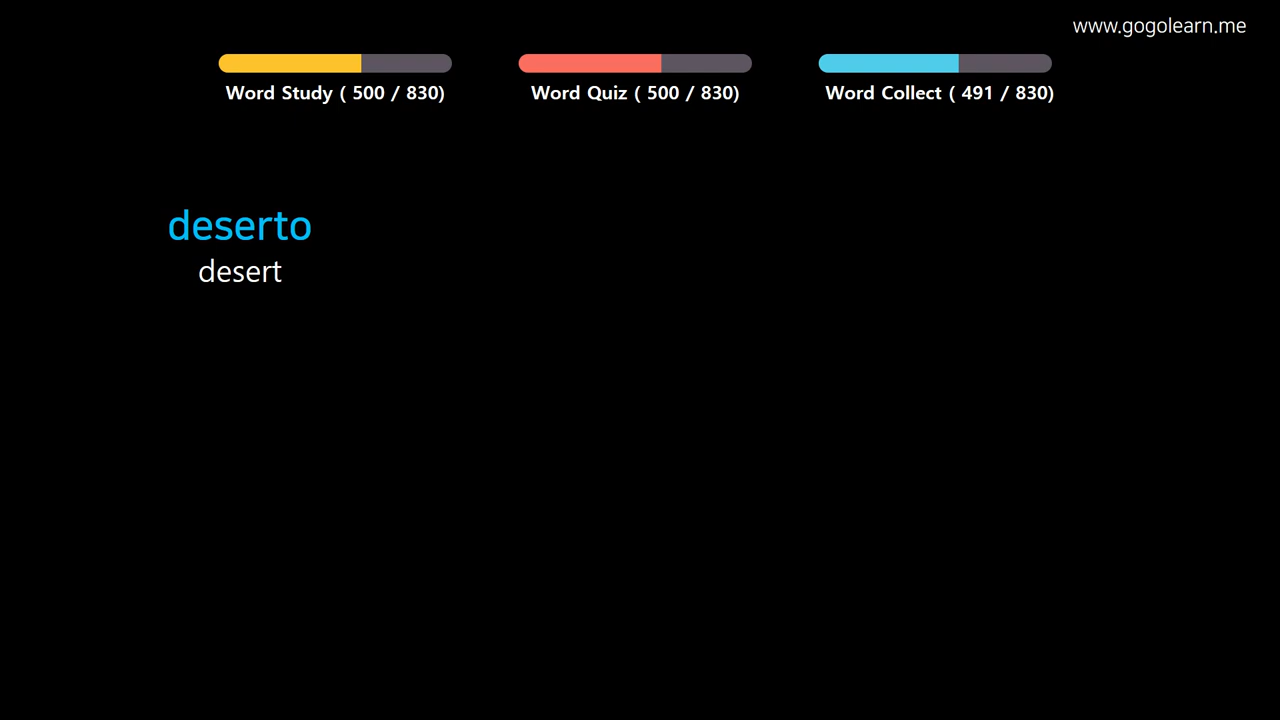 www.gogolearn.me
Word Study ( 500 / 830)
Word Quiz ( 500 / 830)
Word Collect ( 491 / 830)
deserto
desert